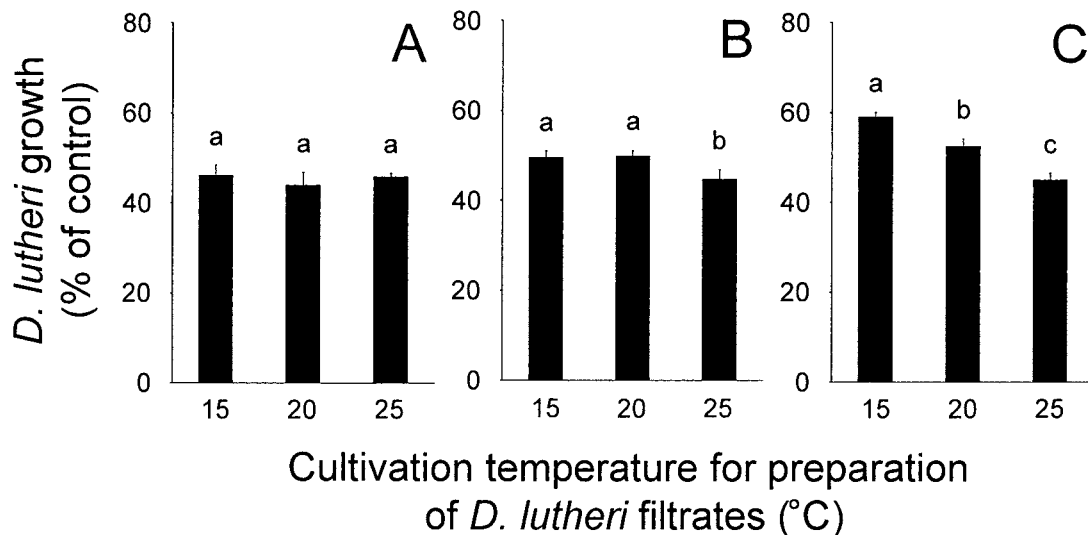 D. lutheri growth
(% of control)
80
60
40
20
0
A
a
a
a
15
20
25
80
60
40
20
0
B
a
a
b
15
20
25
80
60
40
20
0
C
a
b
c
15
20
25
Cultivation temperature for preparation
of D. lutheri filtrates (°C)